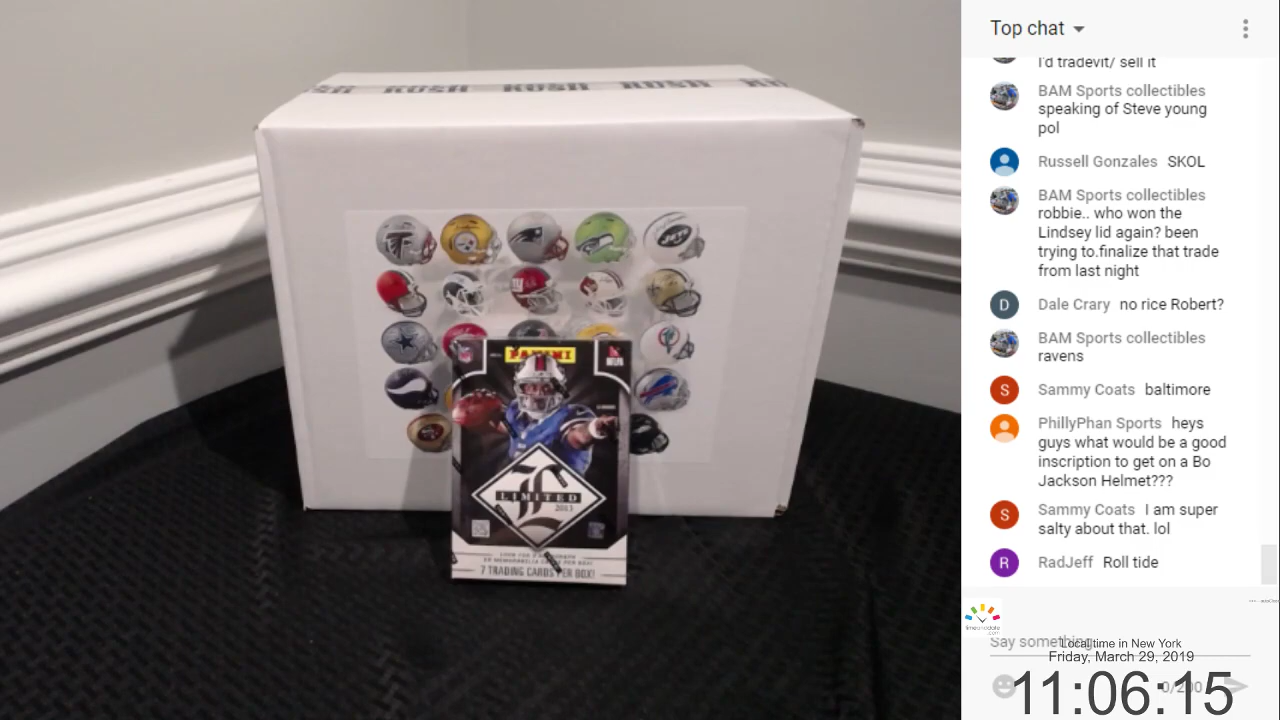 KUSH KUSH KUSH
JETS
PANINI
LIMITED
2013
7 TRADING CARDS PER BOX!
Top chat
I'd tradevit/ sell it
BAM Sports collectibles
speaking of Steve young
pol
Russell Gonzales SKOL
BAM Sports collectibles
robbie.. who won the
Lindsey lid again? been
trying to.finalize that trade
from last night
D
Dale Crary no rice Robert?
BAM Sports collectibles
ravens
S
Sammy Coats baltimore
PhillyPhan Sports heys
guys what would be a good
inscription to get on a Bo
Jackson Helmet???
S
Sammy Coats I am super
salty about that. lol
R
RadJeff Roll tide
Say something...
Local time in New York
Friday, March 29, 2019
0/200
11:06:15